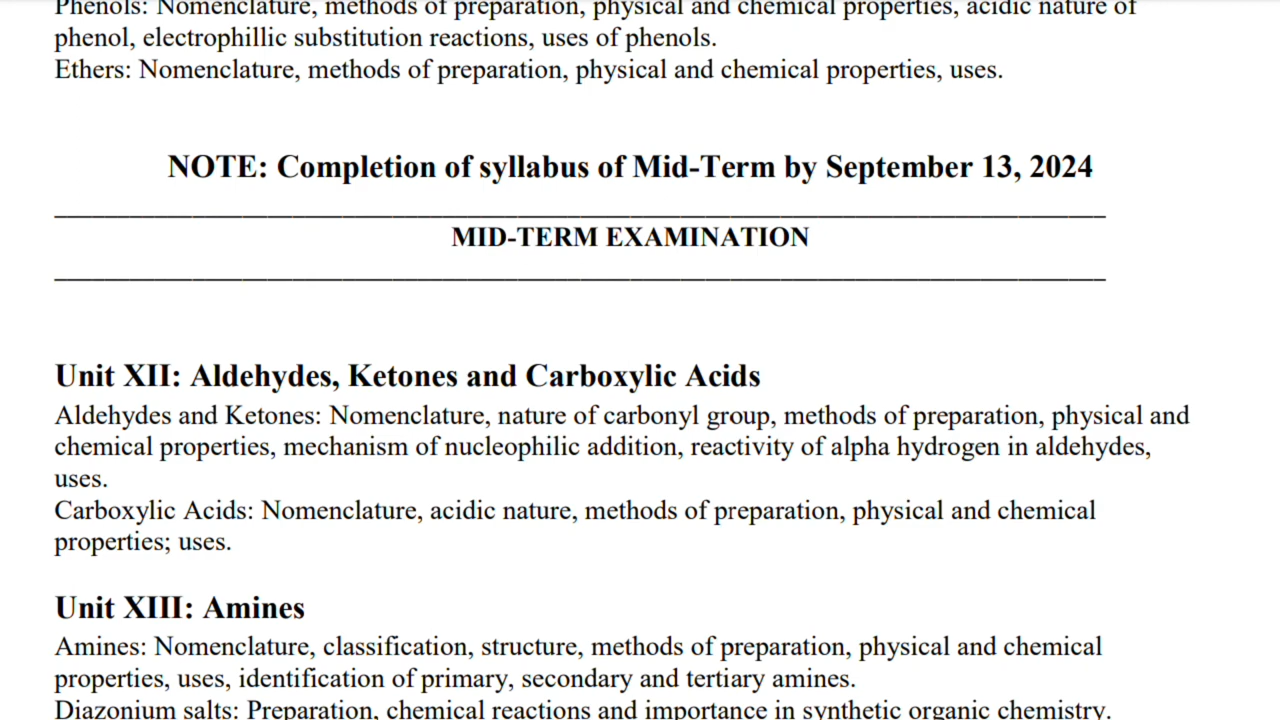 Phenols: Nomenclature, methods of preparation, physical and chemical properties, acidic nature of
phenol, electrophillic substitution reactions, uses of phenols.
Ethers: Nomenclature, methods of preparation, physical and chemical properties, uses.
NOTE: Completion of syllabus of Mid-Term by September 13, 2024
MID-TERM EXAMINATION
Unit XII: Aldehydes, Ketones and Carboxylic Acids
Aldehydes and Ketones: Nomenclature, nature of carbonyl group, methods of preparation, physical and
chemical properties, mechanism of nucleophilic addition, reactivity of alpha hydrogen in aldehydes,
uses.
Carboxylic Acids: Nomenclature, acidic nature, methods of preparation, physical and chemical
properties; uses.
Unit XIII: Amines
Amines: Nomenclature, classification, structure, methods of preparation, physical and chemical
properties, uses, identification of primary, secondary and tertiary amines.
Diazonium salts: Preparation, chemical reactions and importance in synthetic organic chemistry.